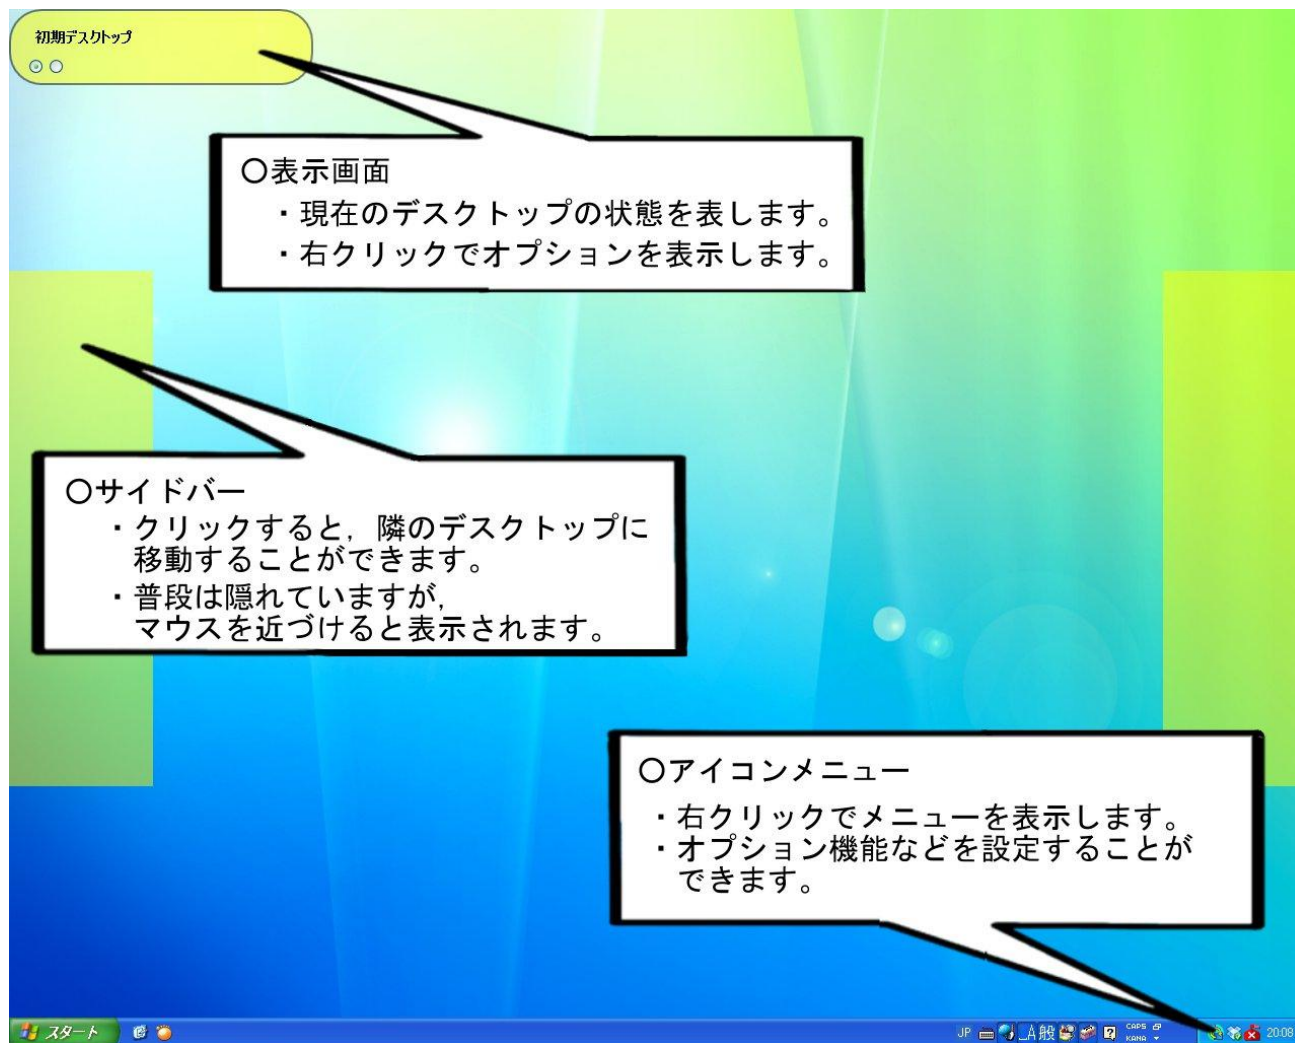 初期デスクトップ
〇表示画面
・現在のデスクトップの状態を表します。
・右クリックでオプションを表示します。
〇サイドバー
・クリックすると，隣のデスクトップに
移動することができます。
・普段は隠れていますが，
マウスを近づけると表示されます。
〇アイコンメニュー
・右クリックでメニューを表示します。
・オプション機能などを設定することが
できます。
スタート
JP
_A 般
CAPS
KANA
20:08